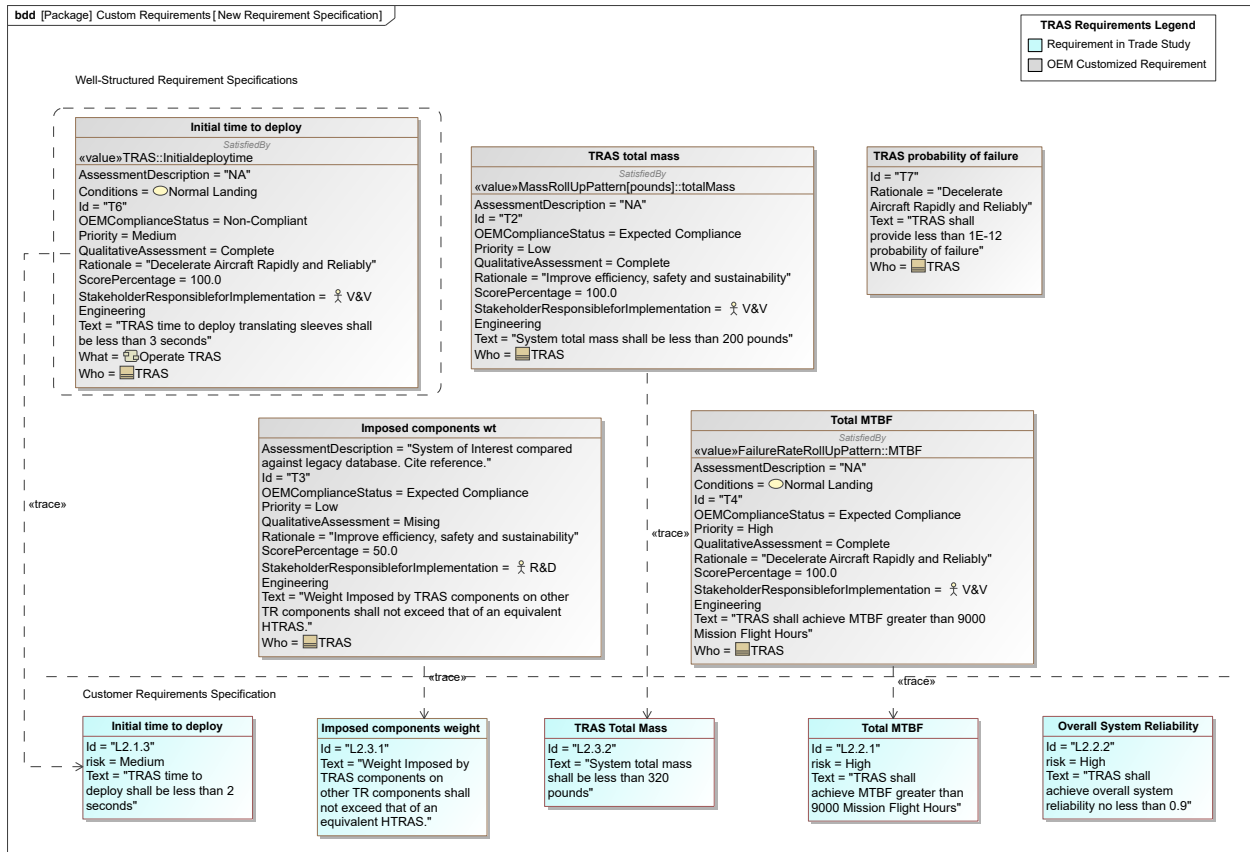 bdd [Package] Custom Requirements [New Requirement Specification]
TRAS Requirements Legend
Requirement in Trade Study
OEM Customized Requirement
Well-Structured Requirement Specifications
Initial time to deploy
SatisfiedBy
«value»TRAS::Initialdeploytime
AssessmentDescription = "NA"
Conditions = Normal Landing
Id = "T6"
OEMComplianceStatus = Non-Compliant
Priority = Medium
QualitativeAssessment = Complete
Rationale = "Decelerate Aircraft Rapidly and Reliably"
ScorePercentage = 100.0
StakeholderResponsibleforImplementation = V&V
Engineering
Text = "TRAS time to deploy translating sleeves shall
be less than 3 seconds"
What = Operate TRAS
Who = TRAS
TRAS total mass
SatisfiedBy
«value»MassRollUpPattern[pounds]::totalMass
AssessmentDescription = "NA"
Id = "T2"
OEMComplianceStatus = Expected Compliance
Priority = Low
QualitativeAssessment = Complete
Rationale = "Improve efficiency, safety and sustainability"
ScorePercentage = 100.0
StakeholderResponsibleforImplementation = V&V
Engineering
Text = "System total mass shall be less than 200 pounds"
Who = TRAS
TRAS probability of failure
Id = "T7"
Rationale = "Decelerate
Aircraft Rapidly and Reliably"
Text = "TRAS shall
provide less than 1E-12
probability of failure"
Who = TRAS
Imposed components wt
AssessmentDescription = "System of Interest compared
against legacy database. Cite reference."
Id = "T3"
OEMComplianceStatus = Expected Compliance
Priority = Low
QualitativeAssessment = Mising
Rationale = "Improve efficiency, safety and sustainability"
ScorePercentage = 50.0
StakeholderResponsibleforImplementation = R&D
Engineering
Text = "Weight Imposed by TRAS components on other
TR components shall not exceed that of an equivalent
HTRAS."
Who = TRAS
Total MTBF
SatisfiedBy
«value»FailureRateRollUpPattern::MTBF
AssessmentDescription = "NA"
Conditions = Normal Landing
Id = "T4"
OEMComplianceStatus = Expected Compliance
Priority = High
QualitativeAssessment = Complete
Rationale = "Decelerate Aircraft Rapidly and Reliably"
ScorePercentage = 100.0
StakeholderResponsibleforImplementation = V&V
Engineering
Text = "TRAS shall achieve MTBF greater than 9000
Mission Flight Hours"
Who = TRAS
«trace»
«trace»
«trace»
«trace»
Customer Requirements Specification
Initial time to deploy
Id = "L2.1.3"
risk = Medium
Text = "TRAS time to
deploy shall be less than 2
seconds"
Imposed components weight
Id = "L2.3.1"
Text = "Weight Imposed by
TRAS components on
other TR components shall
not exceed that of an
equivalent HTRAS."
TRAS Total Mass
Id = "L2.3.2"
Text = "System total mass
shall be less than 320
pounds"
Total MTBF
Id = "L2.2.1"
risk = High
Text = "TRAS shall
achieve MTBF greater than
9000 Mission Flight Hours"
Overall System Reliability
Id = "L2.2.2"
risk = High
Text = "TRAS shall
achieve overall system
reliability no less than 0.9"